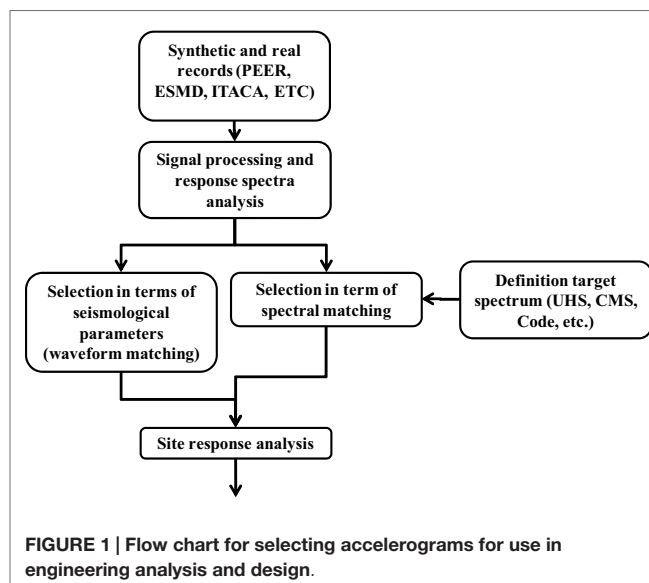 Synthetic and real
records (PEER,
ESMD, ITACA, ETC)
Signal processing and
response spectra
analysis
Selection in terms of
seismological
parameters
(waveform matching)
Selection in term of
spectral matching
Definition target
spectrum (UHS, CMS,
Code, etc.)
Site response analysis
FIGURE 1 | Flow chart for selecting accelerograms for use in
engineering analysis and design.